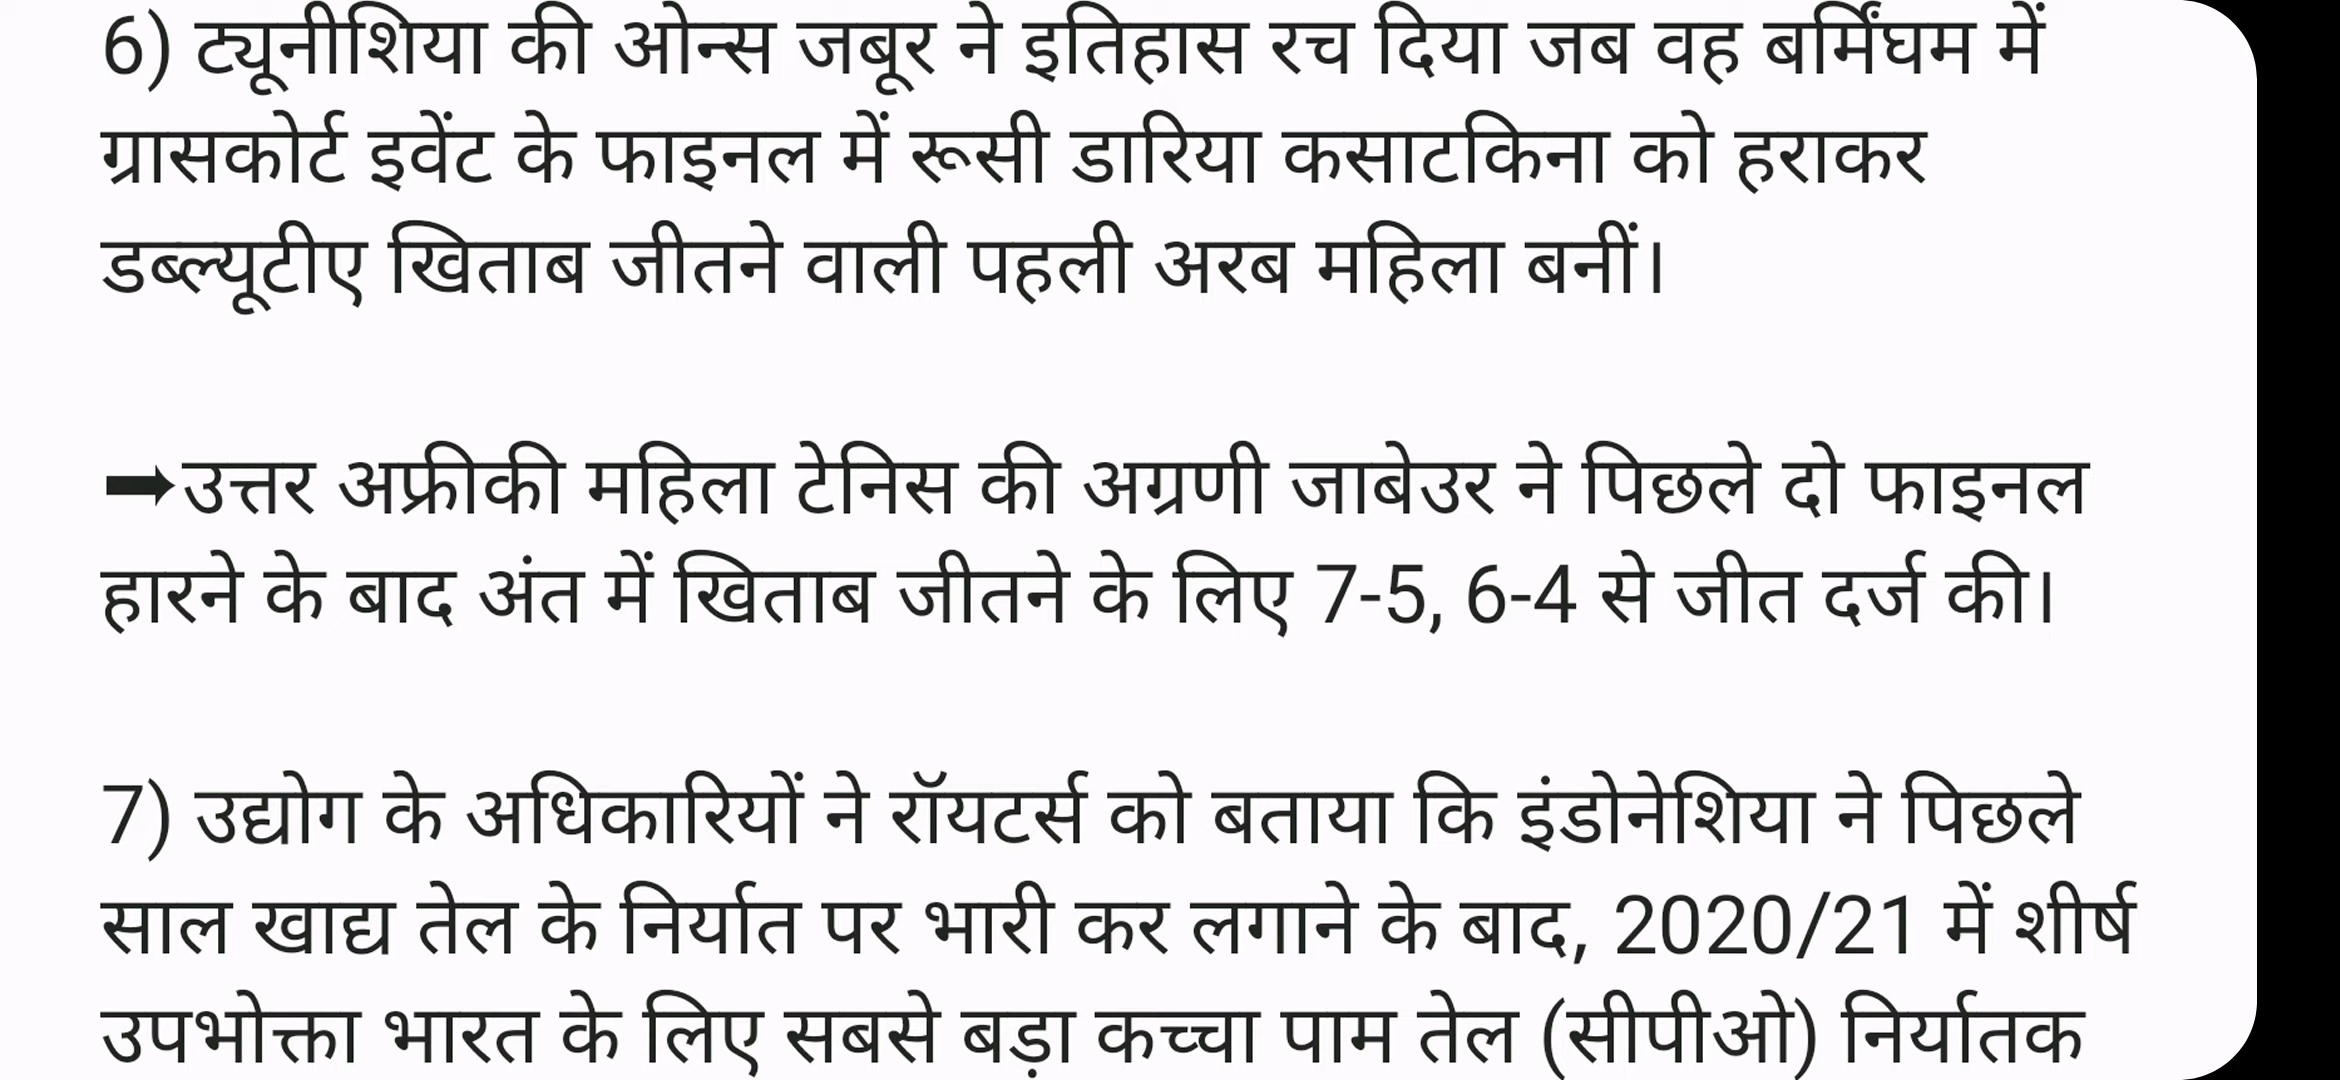 6) ट्यूनीशिया की ओन्स जबूर ने इतिहास रच दिया जब वह बर्मिंघम में
ग्रासकोर्ट इवेंट के फाइनल में रूसी डारिया कसाटकिना को हराकर
डब्ल्यूटीए खिताब जीतने वाली पहली अरब महिला बनीं।
➡उत्तर अफ्रीकी महिला टेनिस की अग्रणी जाबेउर ने पिछले दो फाइनल
हारने के बाद अंत में खिताब जीतने के लिए 7-5, 6-4 से जीत दर्ज की।
7) उद्योग के अधिकारियों ने रॉयटर्स को बताया कि इंडोनेशिया ने पिछले
साल खाद्य तेल के निर्यात पर भारी कर लगाने के बाद, 2020/21 में शीर्ष
उपभोक्ता भारत के लिए सबसे बड़ा कच्चा पाम तेल (सीपीओ) निर्यातक